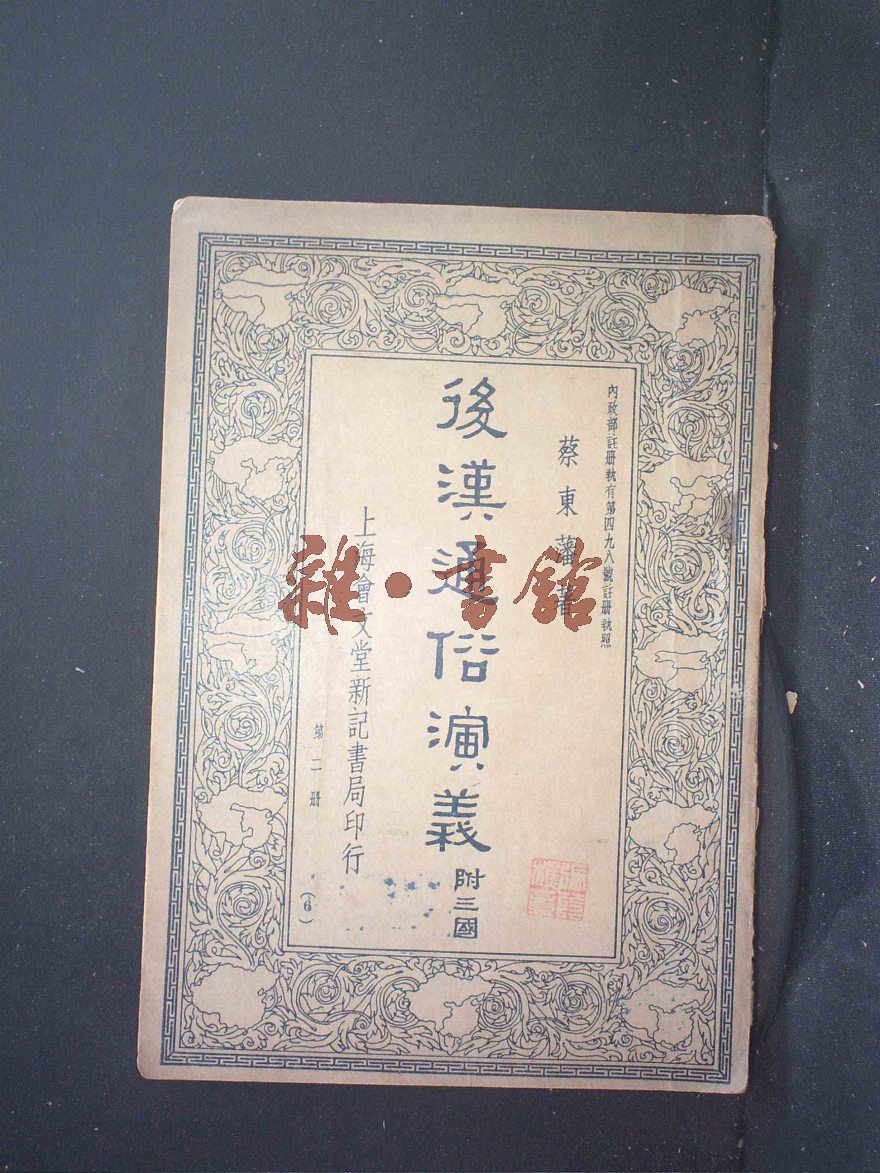 內政部註冊執有第四九八號註冊執照
蔡東藩著
後漢通俗演義 附三國
上海會文堂新記書局印行
第二册
(6)
雜·書館